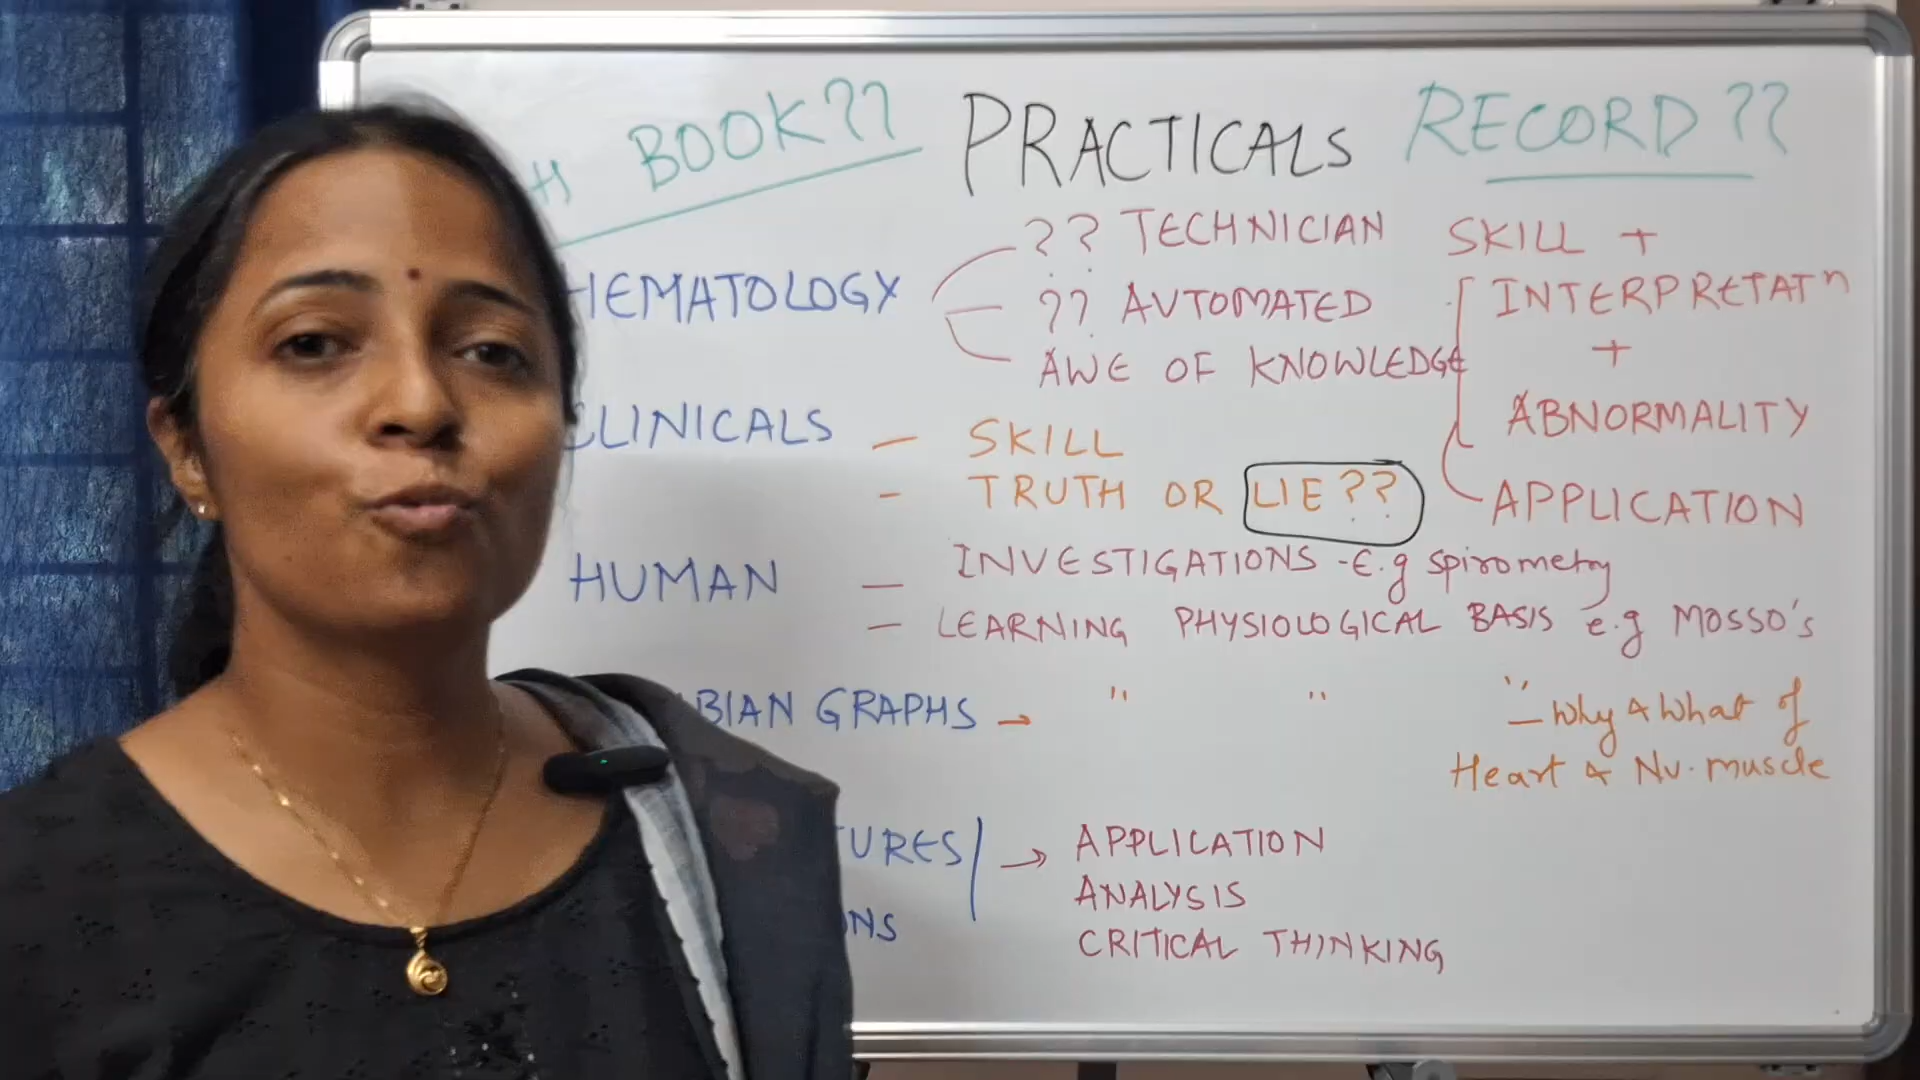 H BOOK?? PRACTICALS RECORD??
HEMATOLOGY ?? TECHNICIAN SKILL +
?? AUTOMATED INTERPRETATn
AWE OF KNOWLEDGE +
ABNORMALITY
CLINICALS - SKILL
- TRUTH OR LIE?? APPLICATION
HUMAN - INVESTIGATIONS - E.g spirometry
- LEARNING PHYSIOLOGICAL BASIS e.g MOSSO'S
BIAN GRAPHS → " " " - Why & What of
Heart & Nv. muscle
TURES → APPLICATION
ANALYSIS
NS CRITICAL THINKING